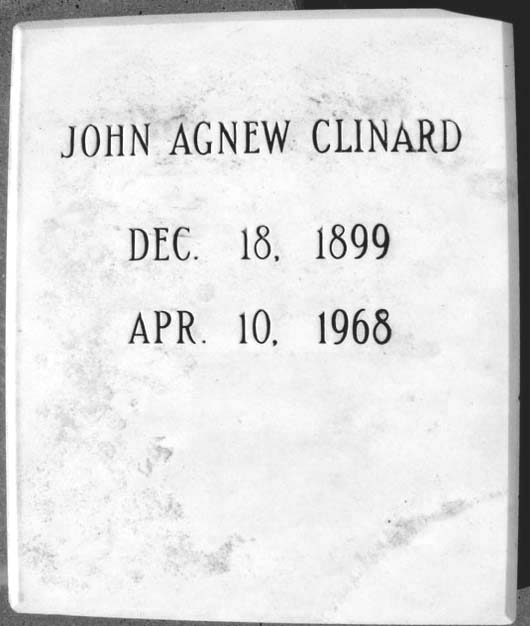 JOHN AGNEW CLINARD
DEC. 18, 1899
APR. 10, 1968